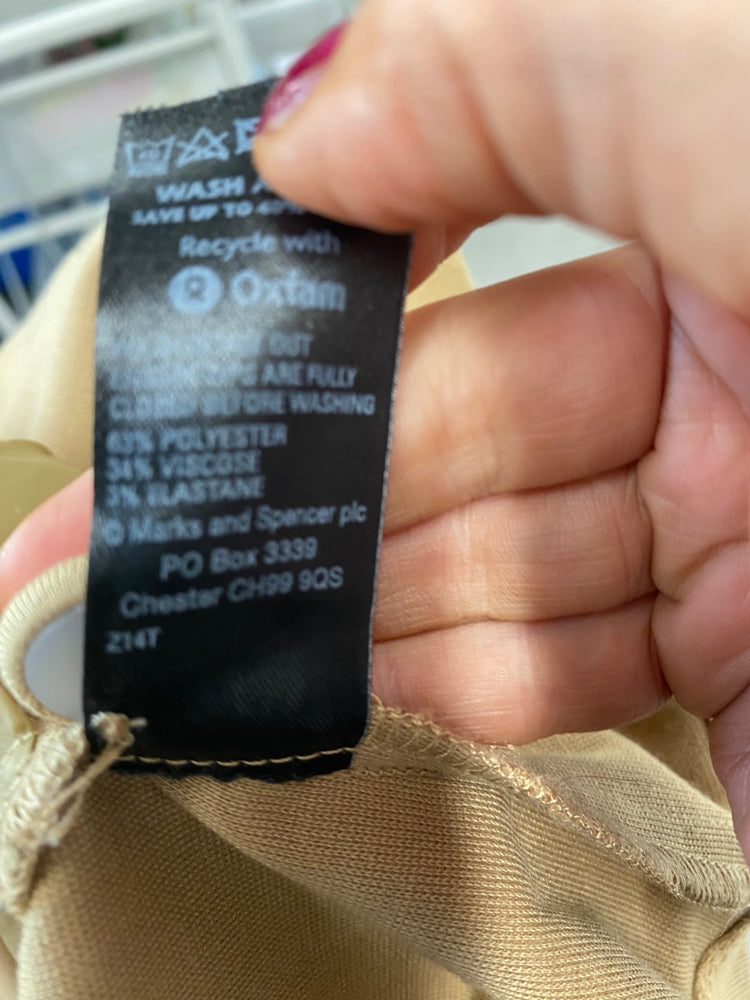 WASH
SAVE UP TO 40%
Recycle with
Oxfam
OUT
ARE FULLY
CLOSED BEFORE WASHING
63% POLYESTER
34% VISCOSE
3% ELASTANE
© Marks and Spencer plc
PO Box 3339
Chester CH99 9QS
Z14T